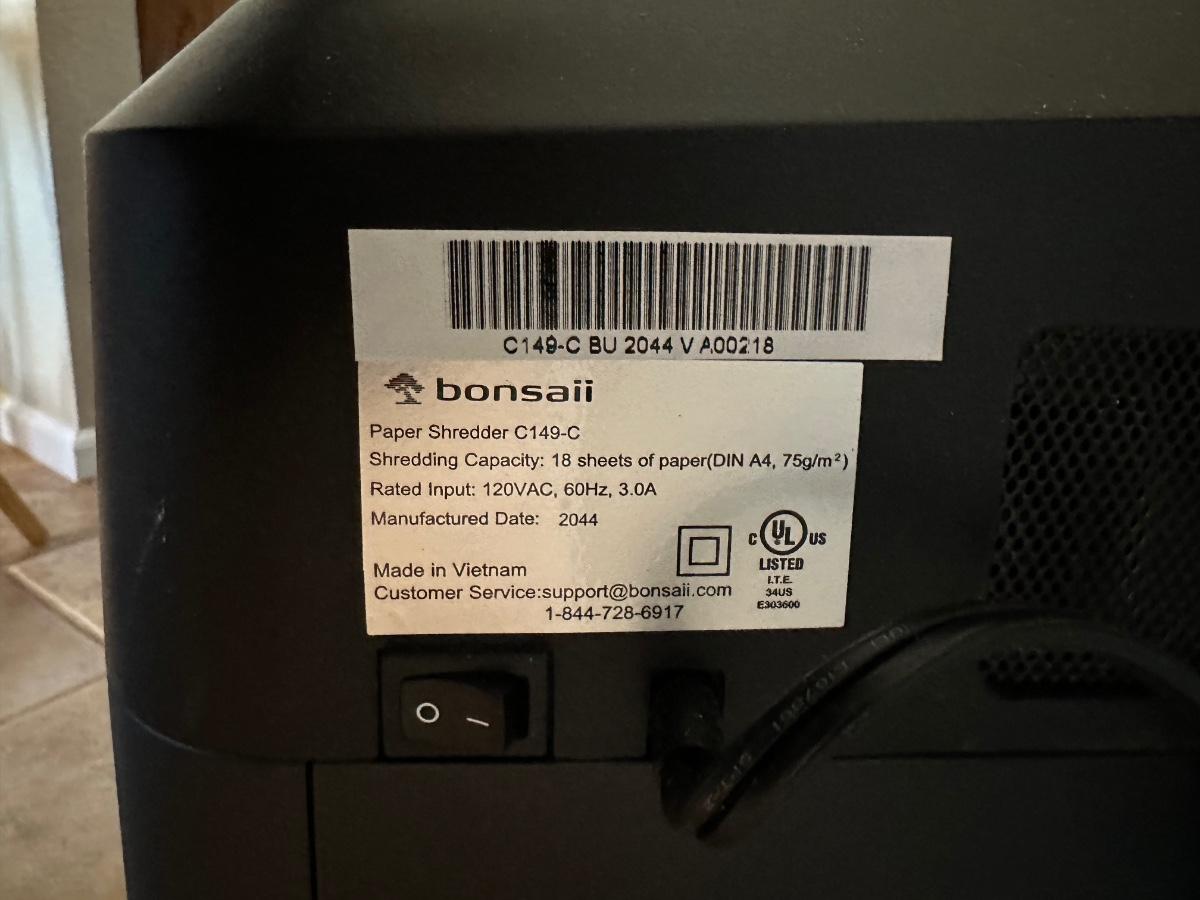 C149-C BU 2044 V A00218
bonsaii
Paper Shredder C149-C
Shredding Capacity: 18 sheets of paper(DIN A4, 75g/m²)
Rated Input: 120VAC, 60Hz, 3.0A
Manufactured Date: 2044
Made in Vietnam
Customer Service:support@bonsaii.com
1-844-728-6917
C UL US
LISTED
I.T.E.
34US
E303600
O I